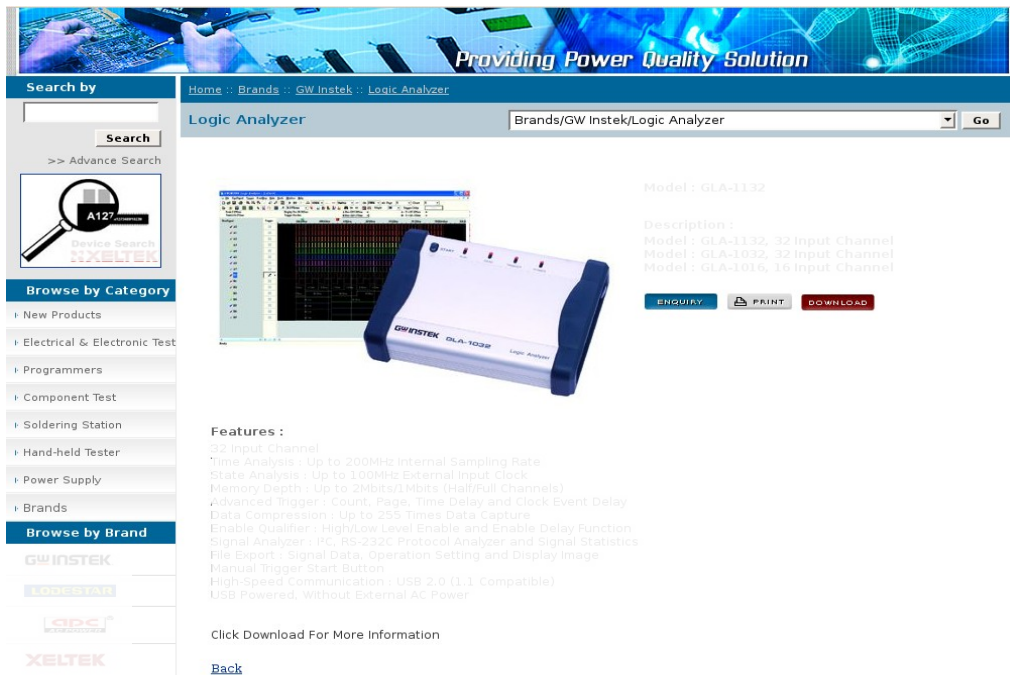 Providing Power Quality Solution
Search by
Search
>> Advance Search
A127
Device Search
XELTEK
Browse by Category
New Products
Electrical & Electronic Test
Programmers
Component Test
Soldering Station
Hand-held Tester
Power Supply
Brands
Browse by Brand
GWINSTEK
LODESTAR
apc
XELTEK
Home :: Brands :: GW Instek :: Logic Analyzer
Logic Analyzer
Brands/GW Instek/Logic Analyzer
Go
START
GWINSTEK GLA-1032
Logic Analyzer
Model : GLA-1132
Description :
Model : GLA-1132, 32 Input Channel
Model : GLA-1032, 32 Input Channel
Model : GLA-1016, 16 Input Channel
ENQUIRY PRINT DOWNLOAD
Features :
32 Input Channel
Time Analysis : Up to 200MHz Internal Sampling Rate
State Analysis : Up to 100MHz External Input Clock
Memory Depth : Up to 2Mbits/1Mbits (Half/Full Channels)
Advanced Trigger : Count, Page, Time Delay and Clock Event Delay
Data Compression : Up to 255 Times Data Capture
Enable Qualifier : High/Low Level Enable and Enable Delay Function
Signal Analyzer : I²C, RS-232C Protocol Analyzer and Signal Statistics
File Export : Signal Data, Operation Setting and Display Image
Manual Trigger Start Button
High-Speed Communication : USB 2.0 (1.1 Compatible)
USB Powered, Without External AC Power
Click Download For More Information
Back